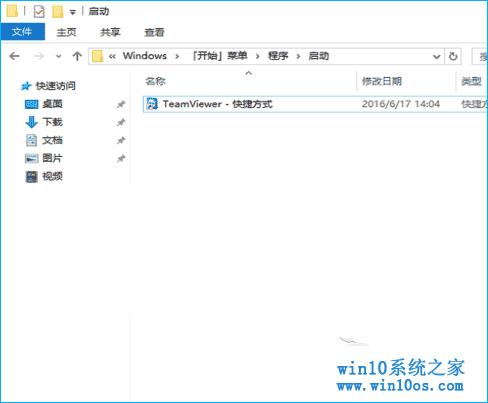 启动
文件 主页 共享 查看
« Windows › 「开始」菜单 › 程序 › 启动
名称 修改日期 类型
快速访问
TeamViewer - 快捷方式 2016/6/17 14:04 快捷方
桌面
下载
文档
图片
视频
win10系统之家
www.win10os.com